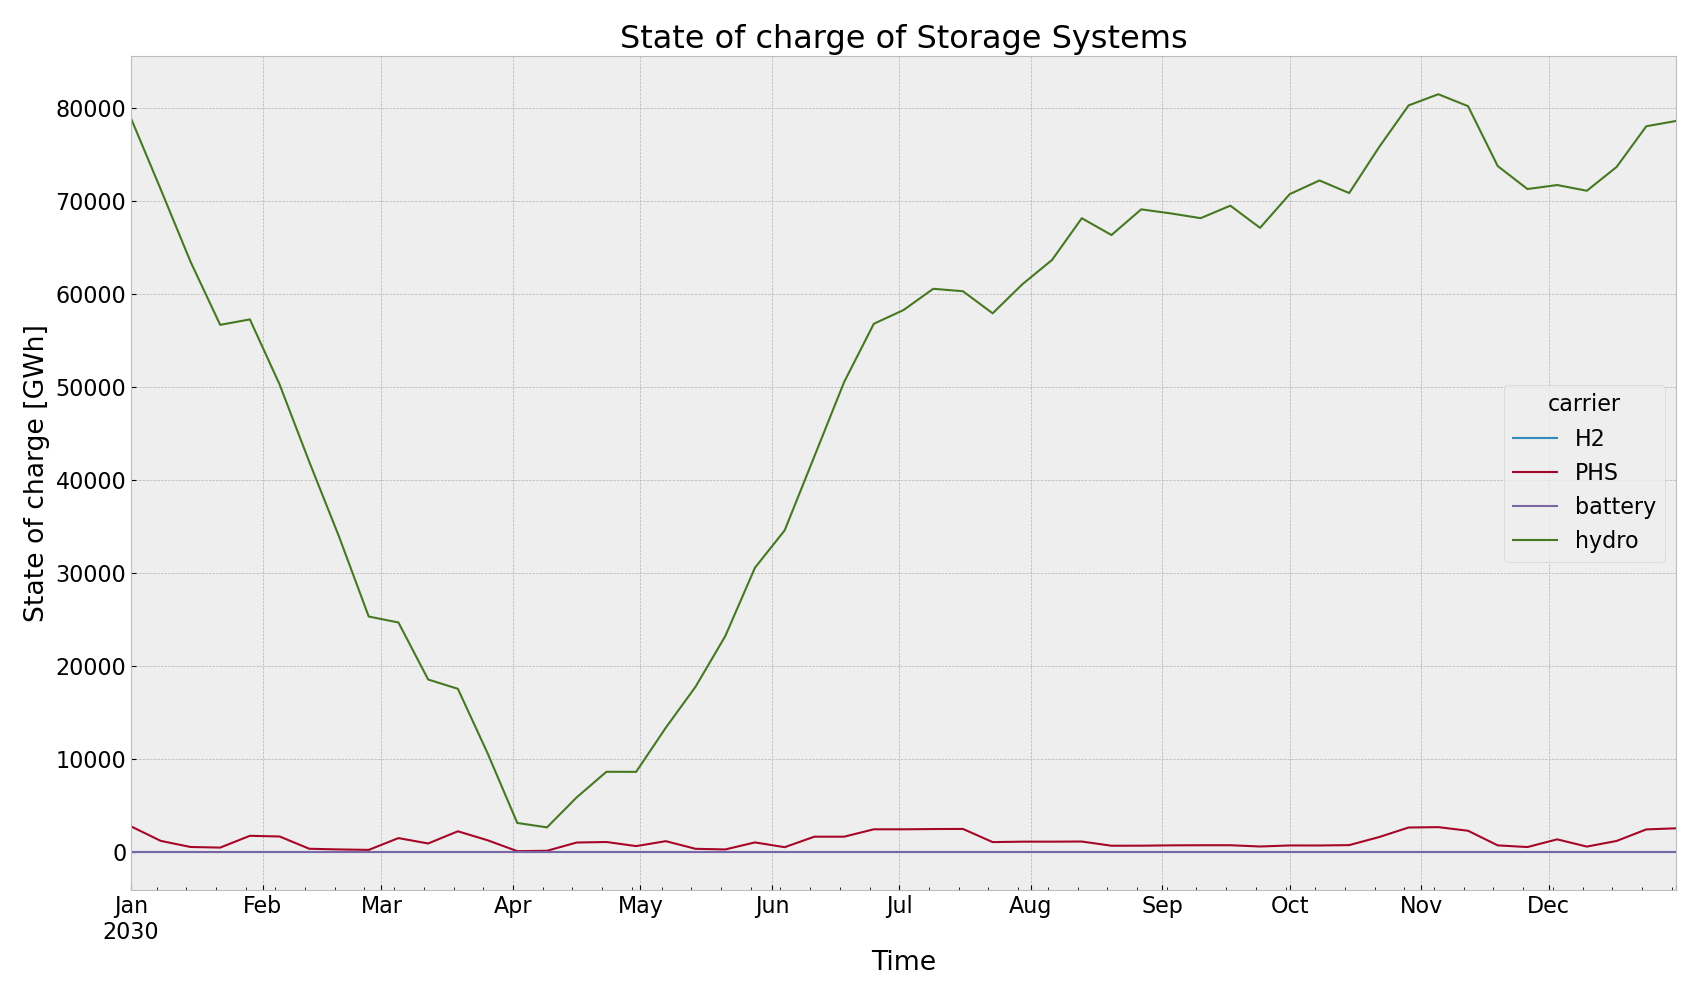 State of charge of Storage Systems
State of charge [GWh]
80000
70000
60000
50000
40000
30000
20000
10000
0
carrier
H2
PHS
battery
hydro
Jan Feb Mar Apr May Jun Jul Aug Sep Oct Nov Dec
2030
Time